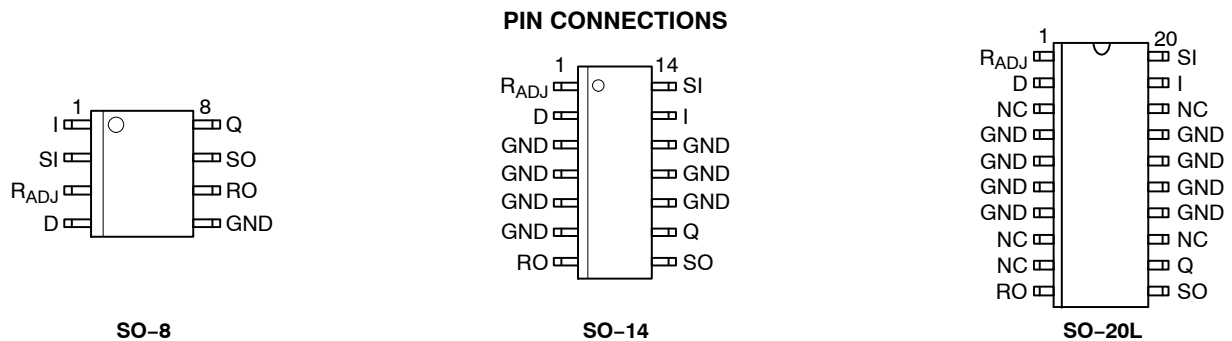 PIN CONNECTIONS
1 8
I Q
SI SO
RADJ RO
D GND
SO-8
1 14
RADJ SI
D I
GND GND
GND GND
GND GND
GND Q
RO SO
SO-14
1 20
RADJ SI
D I
NC NC
GND GND
GND GND
GND GND
GND GND
NC NC
NC Q
RO SO
SO-20L